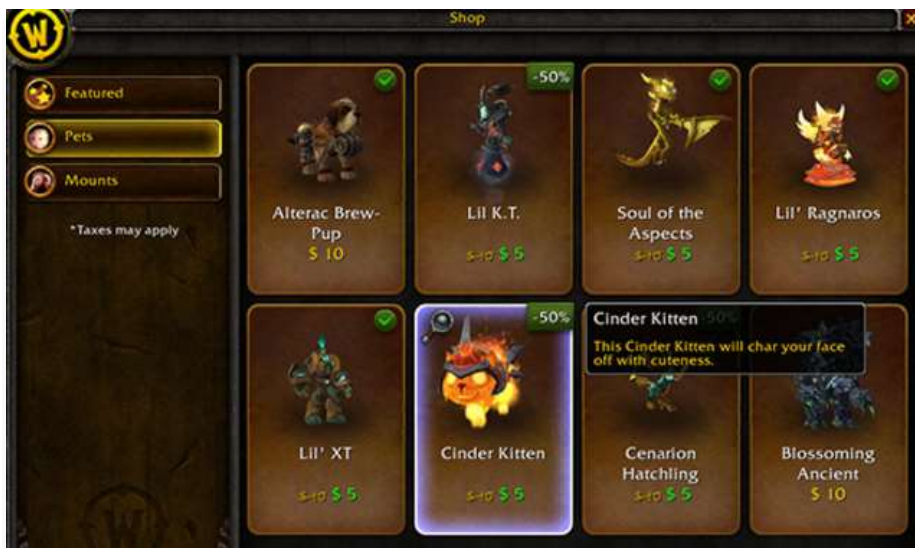 Shop
Featured
Pets
Mounts
*Taxes may apply
Alterac Brew-
Pup
$ 10
-50%
Lil K.T.
$ 10 $ 5
Soul of the
Aspects
$ 10 $ 5
Lil' Ragnaros
$ 10 $ 5
Lil' XT
$ 10 $ 5
-50%
Cinder Kitten
$ 10 $ 5
Cinder Kitten
This Cinder Kitten will char your face
off with cuteness.
Cenarion
Hatchling
$ 10 $ 5
Blossoming
Ancient
$ 10